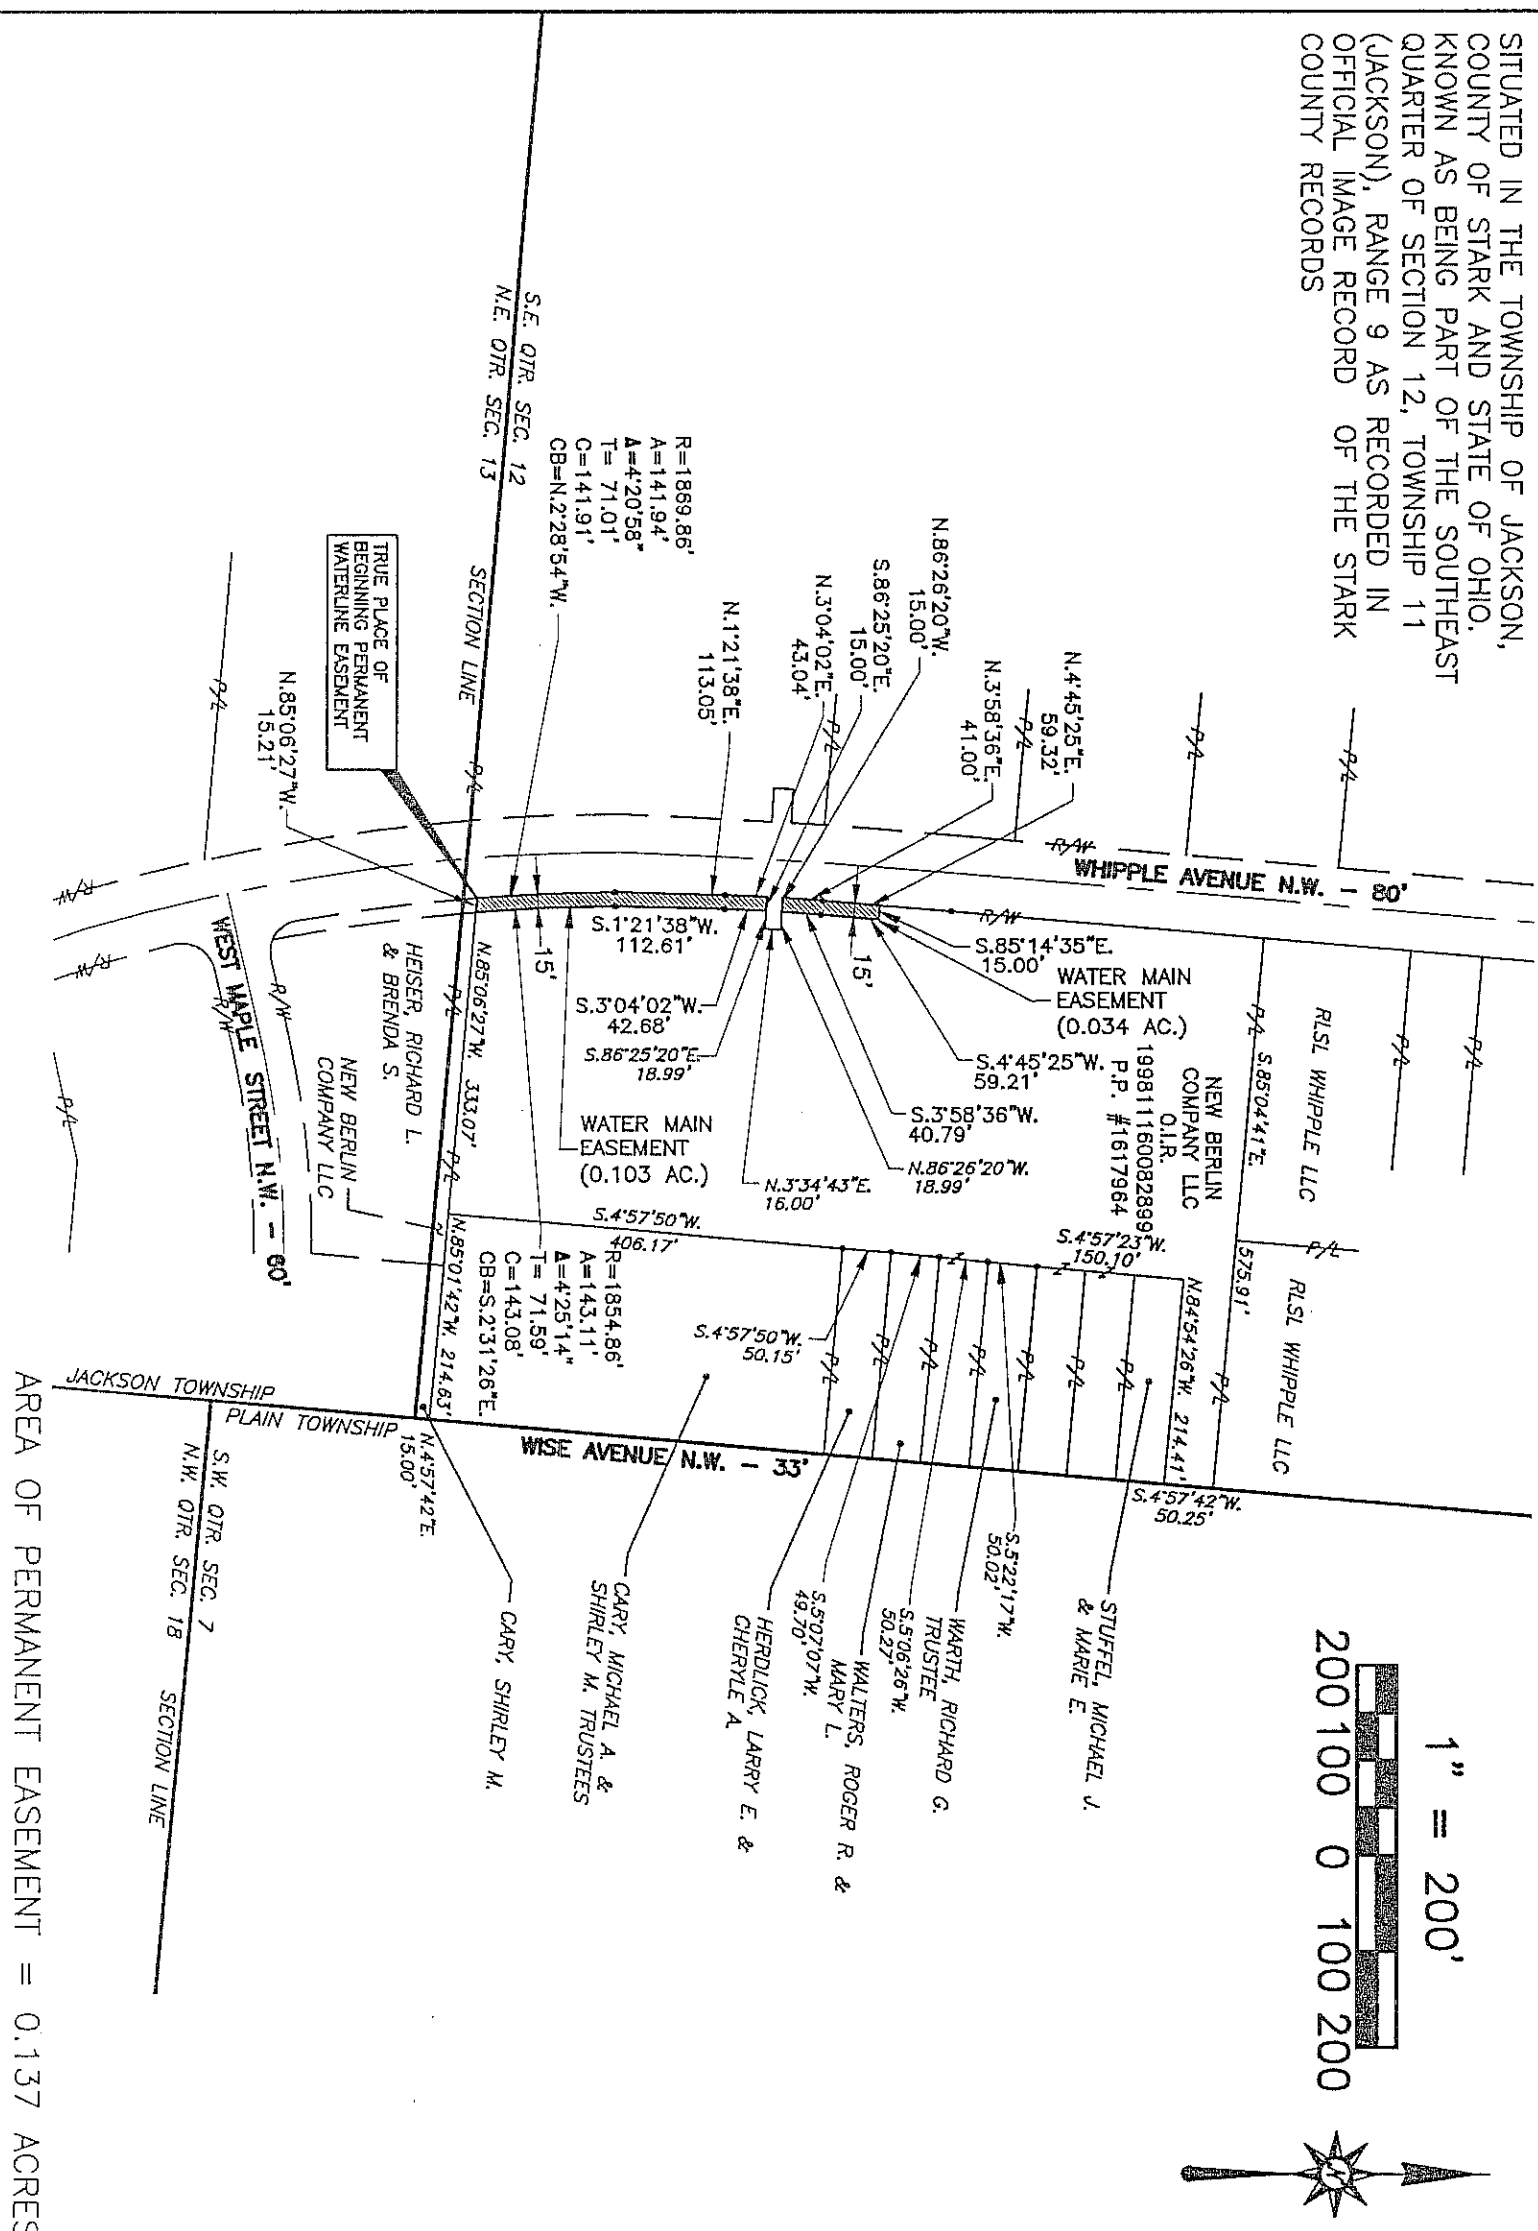 SITUATED IN THE TOWNSHIP OF JACKSON,
COUNTY OF STARK AND STATE OF OHIO.
KNOWN AS BEING PART OF THE SOUTHEAST
QUARTER OF SECTION 12, TOWNSHIP 11
(JACKSON), RANGE 9 AS RECORDED IN
OFFICIAL IMAGE RECORD OF THE STARK
COUNTY RECORDS
1" = 200'
200 100 0 100 200
N
P/L
P/L
P/L
P/L
P/L
P/L
R/W
WHIPPLE AVENUE N.W. - 80'
R/W
RLSL WHIPPLE LLC
P/L
RLSL WHIPPLE LLC
P/L S.85°04'41"E. 575.91' P/L
N.4°45'25"E.
59.32'
N.3°58'36"E.
41.00'
N.86°26'20"W.
15.00'
S.86°25'20"E.
15.00'
N.3°04'02"E.
43.04'
N.1°21'38"E.
113.05'
R=1869.86'
A=141.94'
Δ=4°20'58"
T= 71.01'
C=141.91'
CB=N.2°28'54"W.
15'
S.85°14'35"E.
15.00'
WATER MAIN
EASEMENT
(0.034 AC.)
NEW BERLIN
COMPANY LLC
O.I.R.
199811160082899
P.P. #1617964
S.4°45'25"W.
59.21'
S.3°58'36"W.
40.79'
N.86°26'20"W.
18.99'
N.3°34'43"E.
16.00'
S.86°25'20"E.
18.99'
S.3°04'02"W.
42.68'
S.1°21'38"W.
112.61'
15'
WATER MAIN
EASEMENT
(0.103 AC.)
R=1854.86'
A=143.11'
Δ=4°25'14"
T= 71.59'
C=143.08'
CB=S.2°31'26"E.
N.84°54'26"W. 214.41'
S.4°57'42"W.
50.25'
S.4°57'23"W.
150.10'
Z
Z
Z
P/L
P/L
P/L
P/L
P/L
P/L
P/L
STUFFEL, MICHAEL J.
& MARIE E.
S.5°22'17"W.
50.02'
WARTH, RICHARD G.
TRUSTEE
S.5°06'26"W.
50.27'
WALTERS, ROGER R. &
MARY L.
S.5°07'07"W.
49.70'
HERDLICK, LARRY E. &
CHERYLE A.
S.4°57'50"W.
50.15'
S.4°57'50"W.
406.17'
CARY, MICHAEL A. &
SHIRLEY M. TRUSTEES
WISE AVENUE N.W. - 33'
CARY, SHIRLEY M.
N.4°57'42"E.
15.00'
N.85°01'42"W. 214.63'
N.85°06'27"W. 333.07'
P/L
P/L
S.E. QTR. SEC. 12
N.E. QTR. SEC. 13
SECTION LINE
P/L
TRUE PLACE OF
BEGINNING PERMANENT
WATERLINE EASEMENT
N.85°06'27"W.
15.21'
P/L
R/W
R/W
R/W
R/W
P/L
HEISER, RICHARD L.
& BRENDA S.
NEW BERLIN
COMPANY LLC
WEST MAPLE STREET N.W. - 60'
JACKSON TOWNSHIP
PLAIN TOWNSHIP
S.W. QTR. SEC. 7
N.W. QTR. SEC. 18
SECTION LINE
AREA OF PERMANENT EASEMENT = 0.137 ACRES